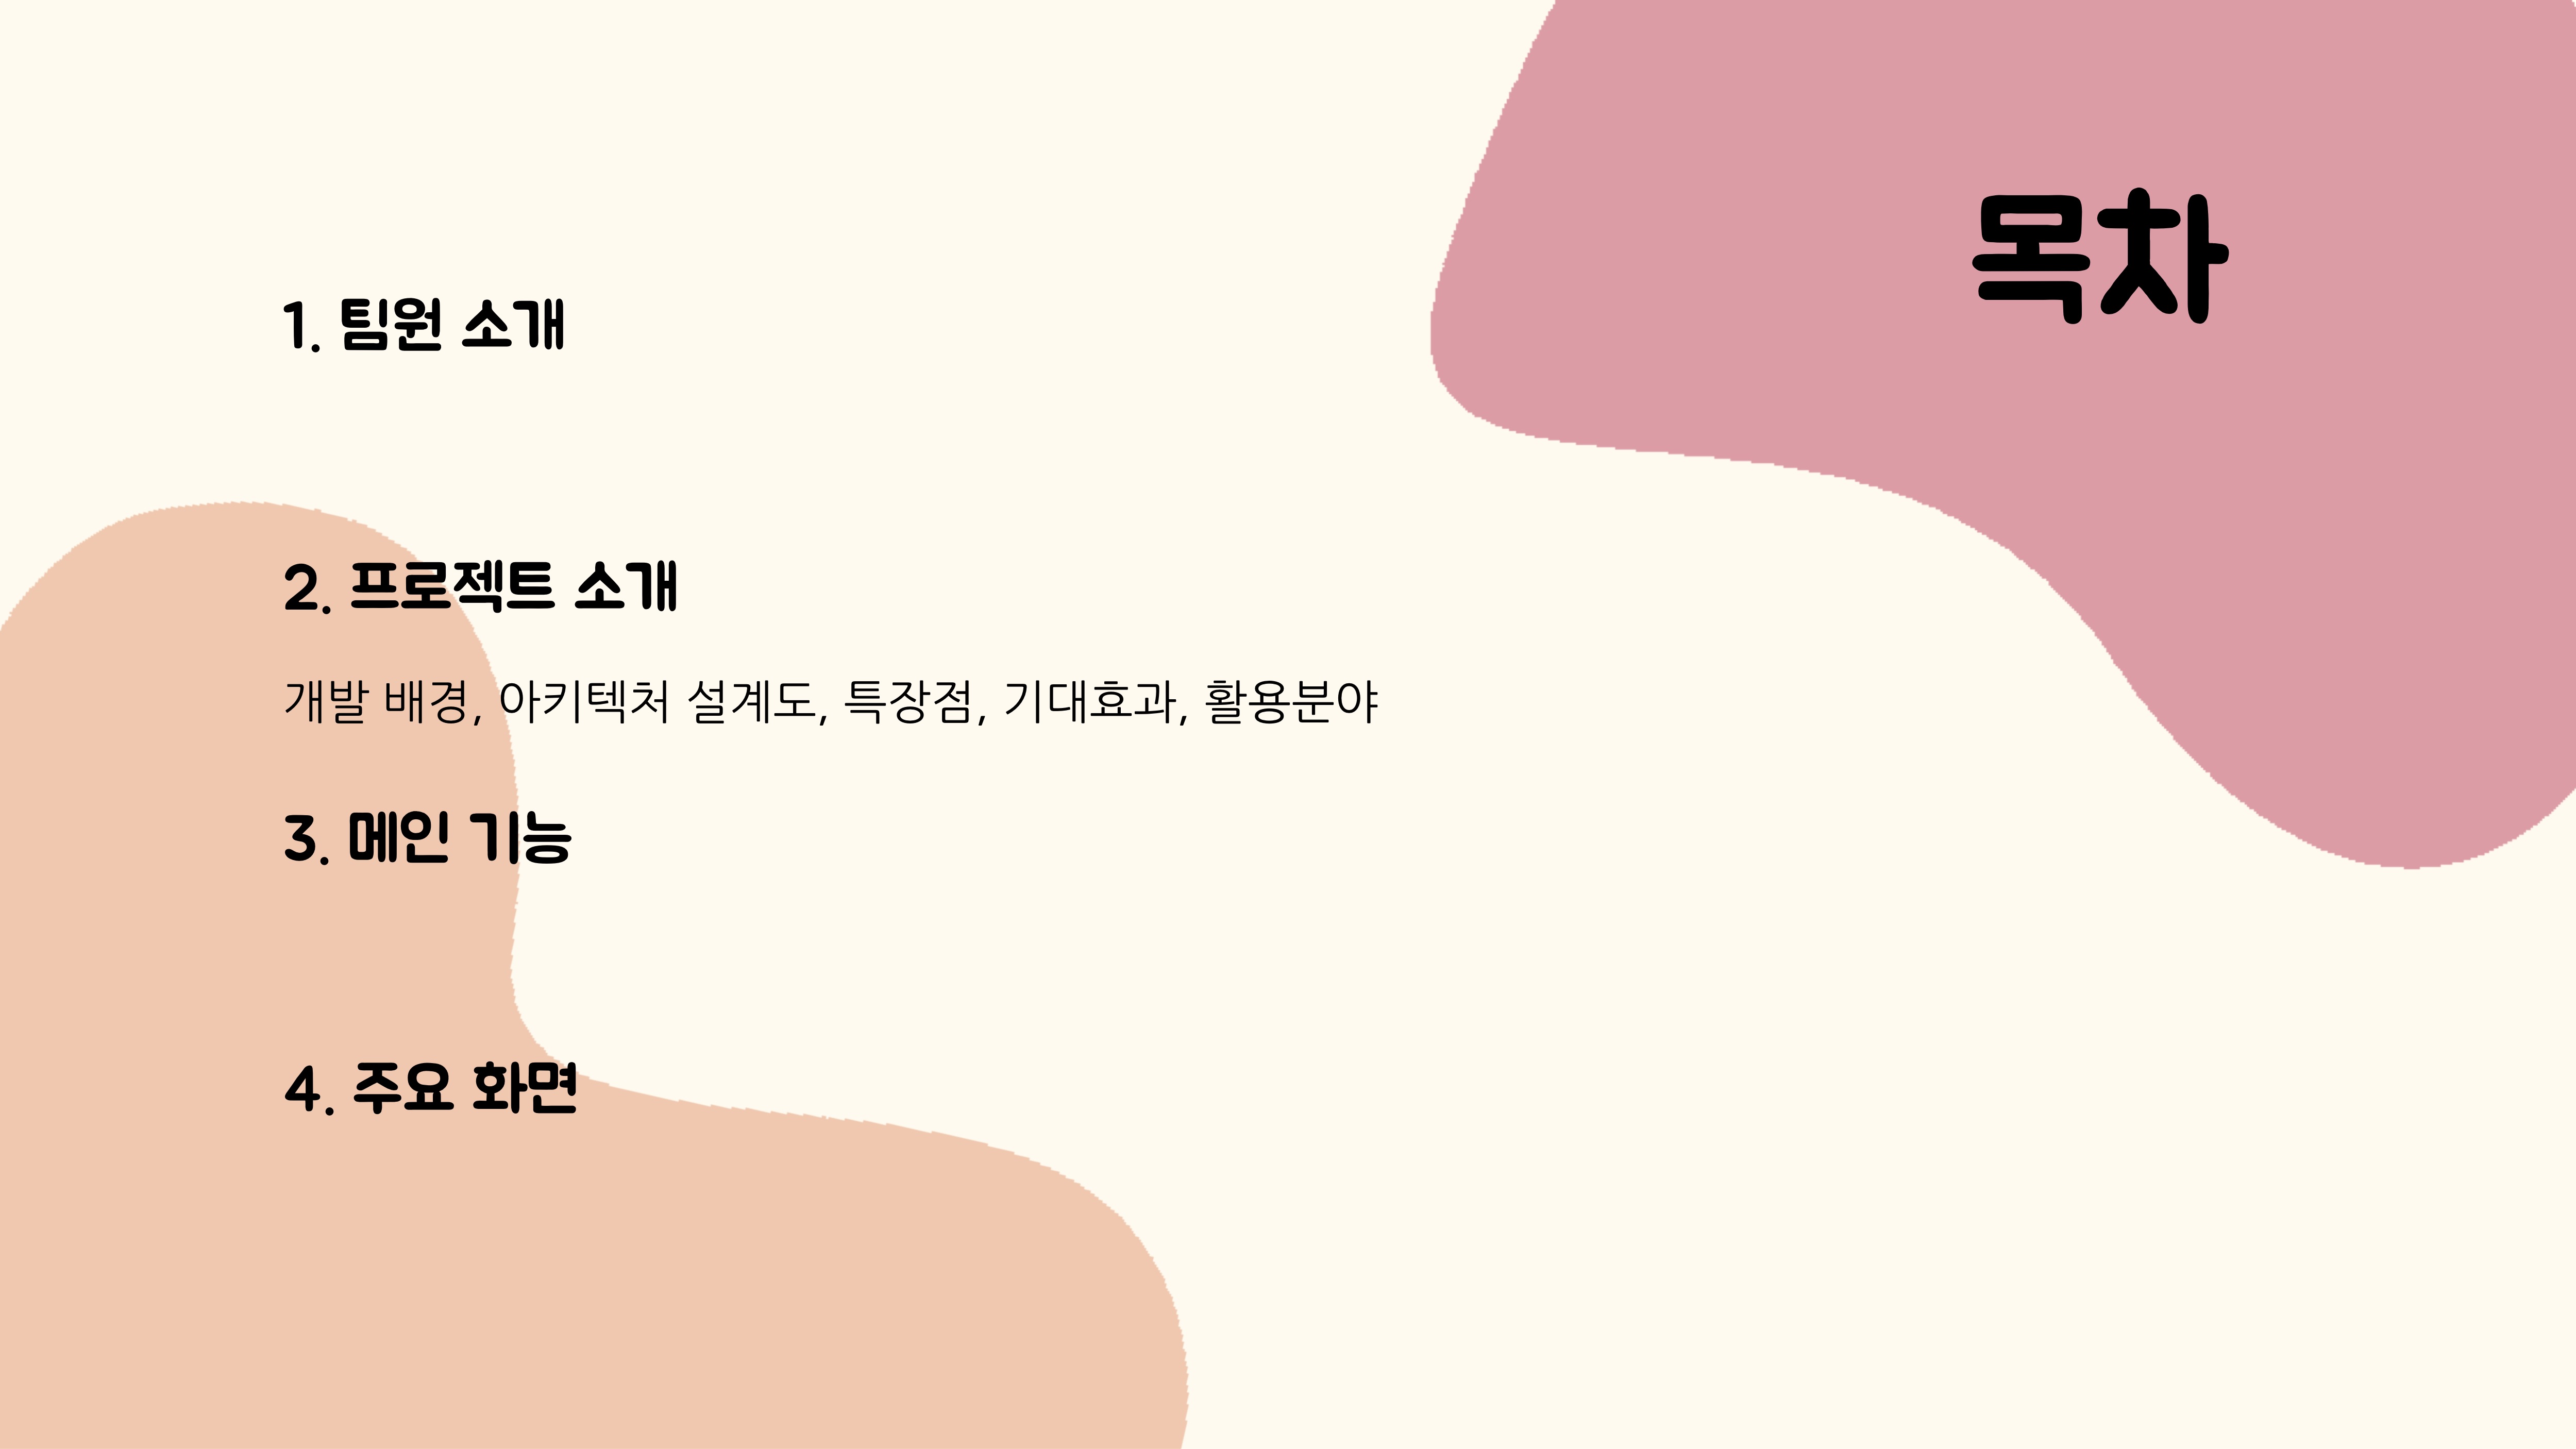 목차
1. 팀원 소개
2. 프로젝트 소개
개발 배경, 아키텍처 설계도, 특장점, 기대효과, 활용분야
3. 메인 기능
4. 주요 화면